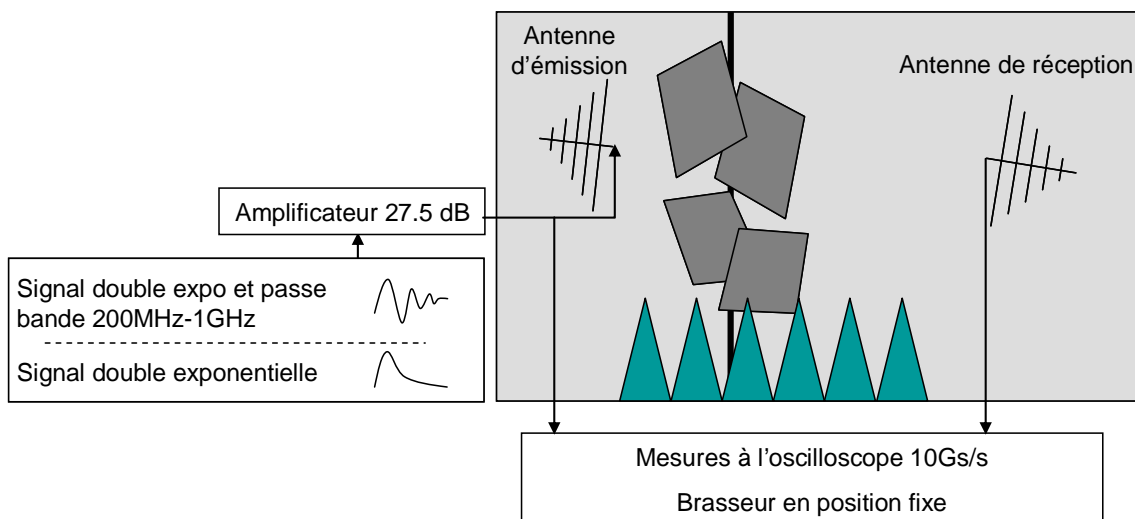 Antenne
d'émission
Antenne de réception
Amplificateur 27.5 dB
Signal double expo et passe
bande 200MHz-1GHz
Signal double exponentielle
Mesures à l'oscilloscope 10Gs/s
Brasseur en position fixe